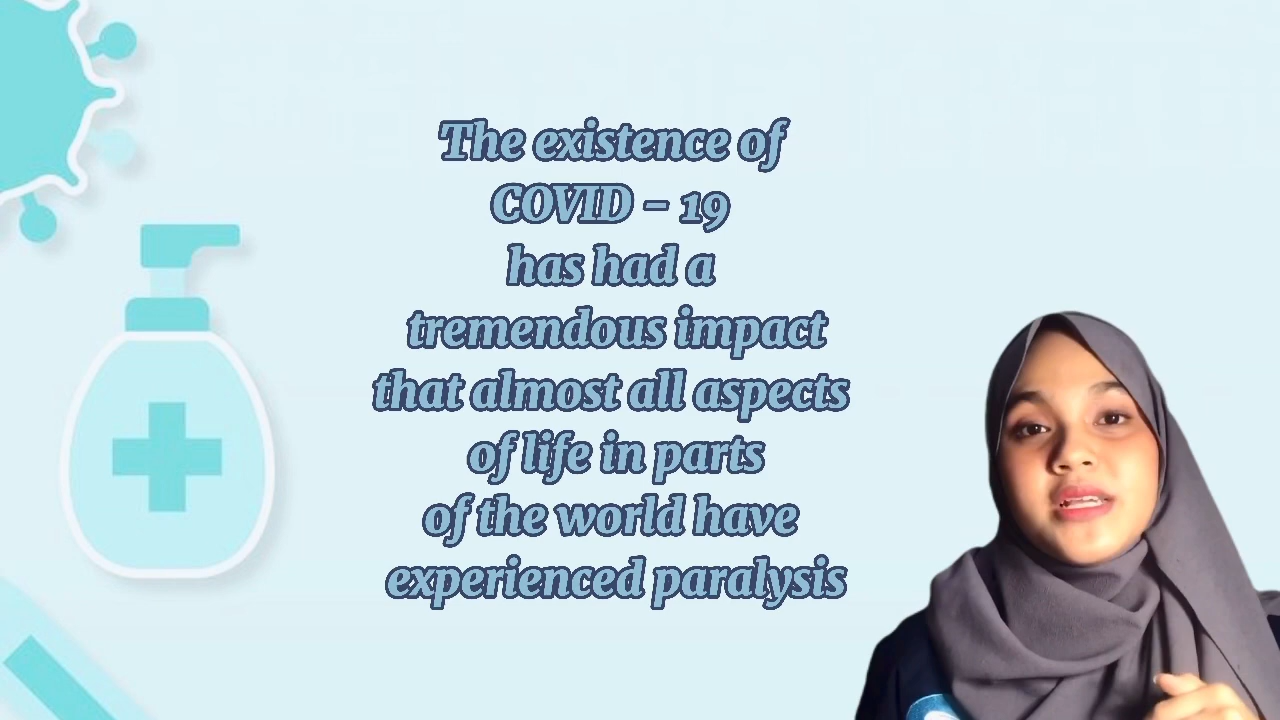 The existence of
COVID – 19
has had a
tremendous impact
that almost all aspects
of life in parts
of the world have
experienced paralysis